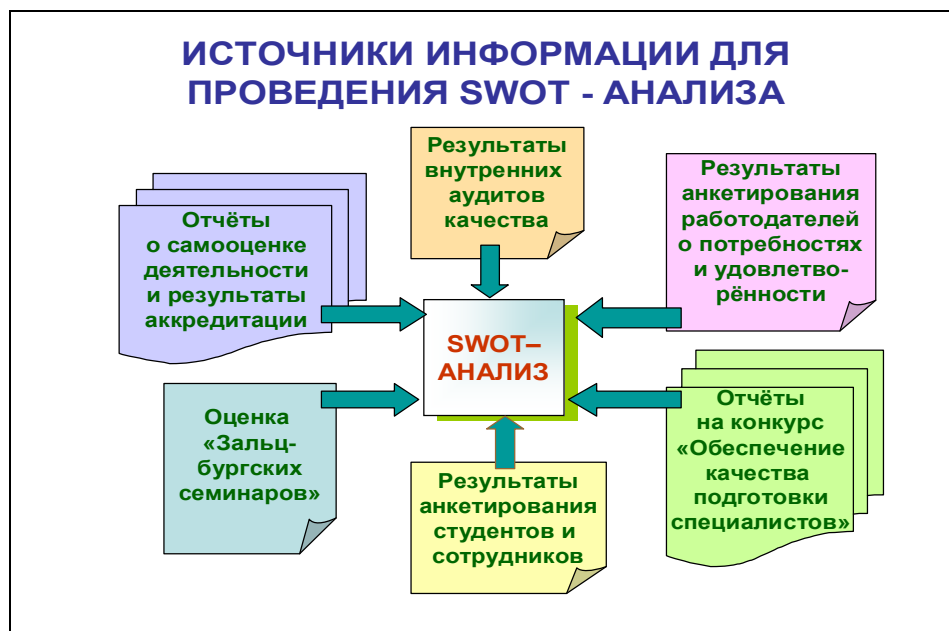 ИСТОЧНИКИ ИНФОРМАЦИИ ДЛЯ
ПРОВЕДЕНИЯ SWOT - АНАЛИЗА
Результаты
внутренних
аудитов
качества
Отчёты
о самооценке
деятельности
и результаты
аккредитации
Результаты
анкетирования
работодателей
о потребностях
и удовлетво-
рённости
SWOT–
АНАЛИЗ
Оценка
«Зальц-
бургских
семинаров»
Результаты
анкетирования
студентов и
сотрудников
Отчёты
на конкурс
«Обеспечение
качества
подготовки
специалистов»